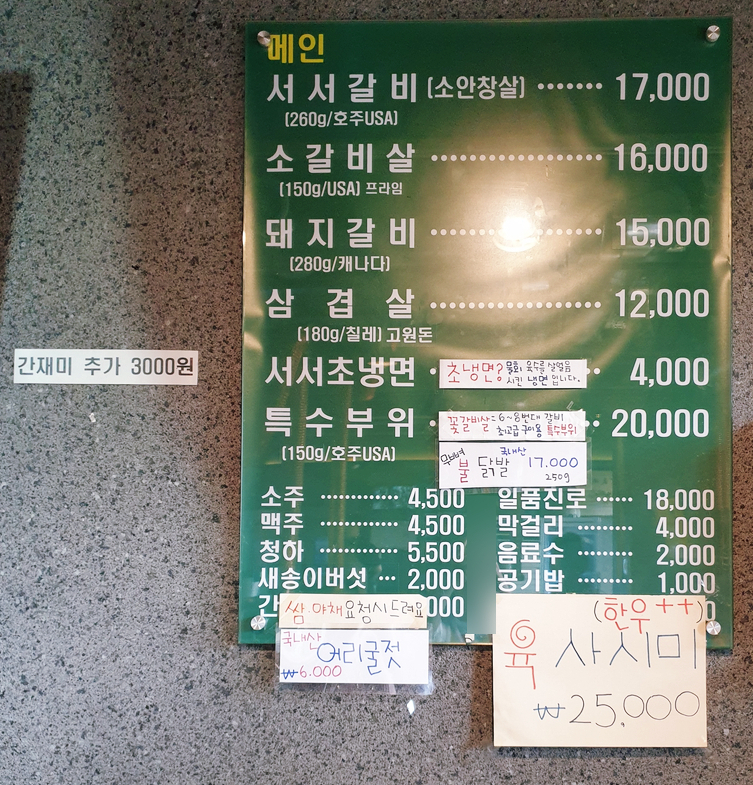 메인
서서갈비 (소안창살) ········ 17,000
(260g/호주USA)
소갈비살 ···················· 16,000
(150g/USA) 프라임
돼지갈비 ···················· 15,000
(280g/캐나다)
삼겹살 ···················· 12,000
(180g/칠레) 고원돈
간재미 추가 3000원
서서초냉면 · 4,000
초냉면? 물회 육수를 살얼음
시킨 냉면 입니다.
특수부위 · 20,000
꽃갈비살=6~8번대 갈비
최고급 구이용 특수부위
(150g/호주USA)
무뼈 불닭발 국내산 17.000
250g
소주 ············ 4,500
맥주 ············ 4,500
청하 ············ 5,500
새송이버섯 ··· 2,000
일품진로 ······ 18,000
막걸리 ········· 4,000
음료수 ········· 2,000
공기밥 ········· 1,000
쌈.야채요청시드려요
국내산 어리굴젓
₩6.000
(한우++)
육 사시미
₩25.000